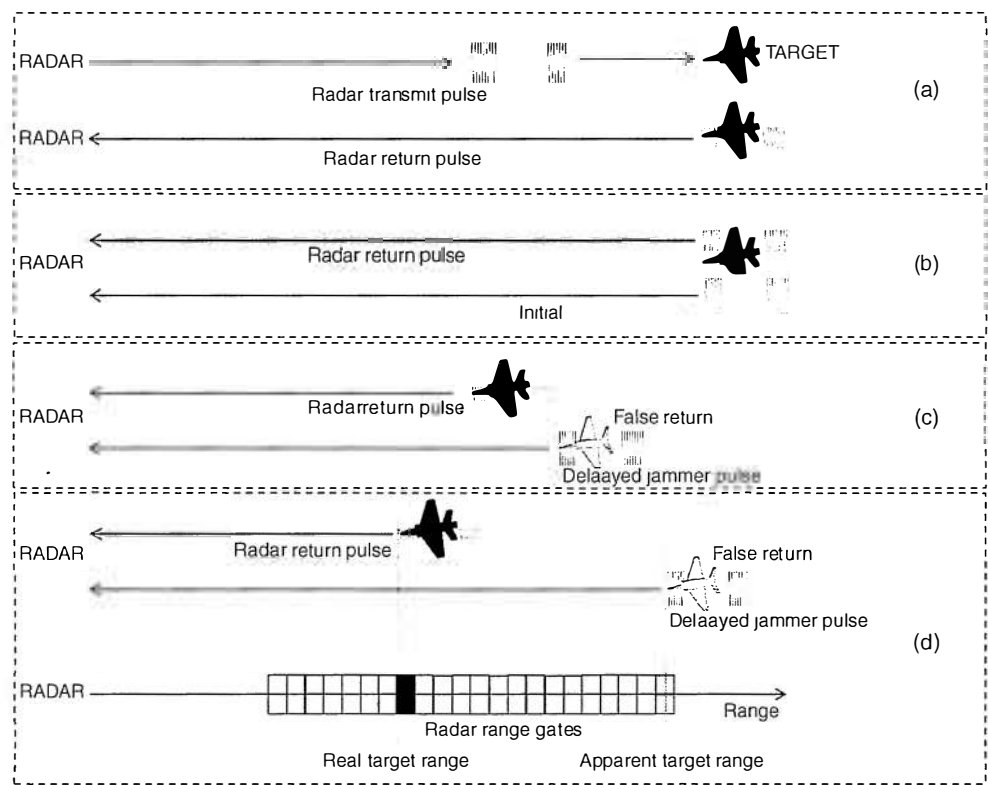 RADAR
TARGET
Radar transmit pulse
(a)
RADAR
Radar return pulse
RADAR
Radar return pulse
(b)
Initial
RADAR
Radarreturn pulse
False return
(c)
Delaayed jammer pulse
RADAR
Radar return pulse
False return
Delaayed jammer pulse
(d)
RADAR
Range
Radar range gates
Real target range
Apparent target range